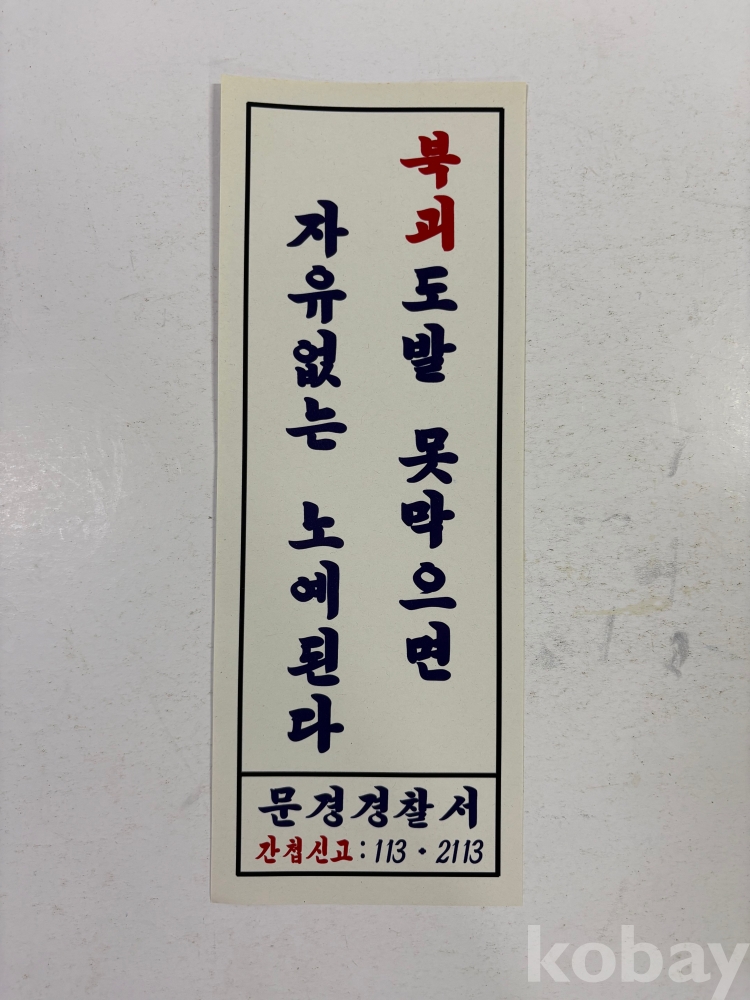 북괴도발 못막으면
자유없는 노예된다
문경경찰서
간첩신고: 113 · 2113
kobay